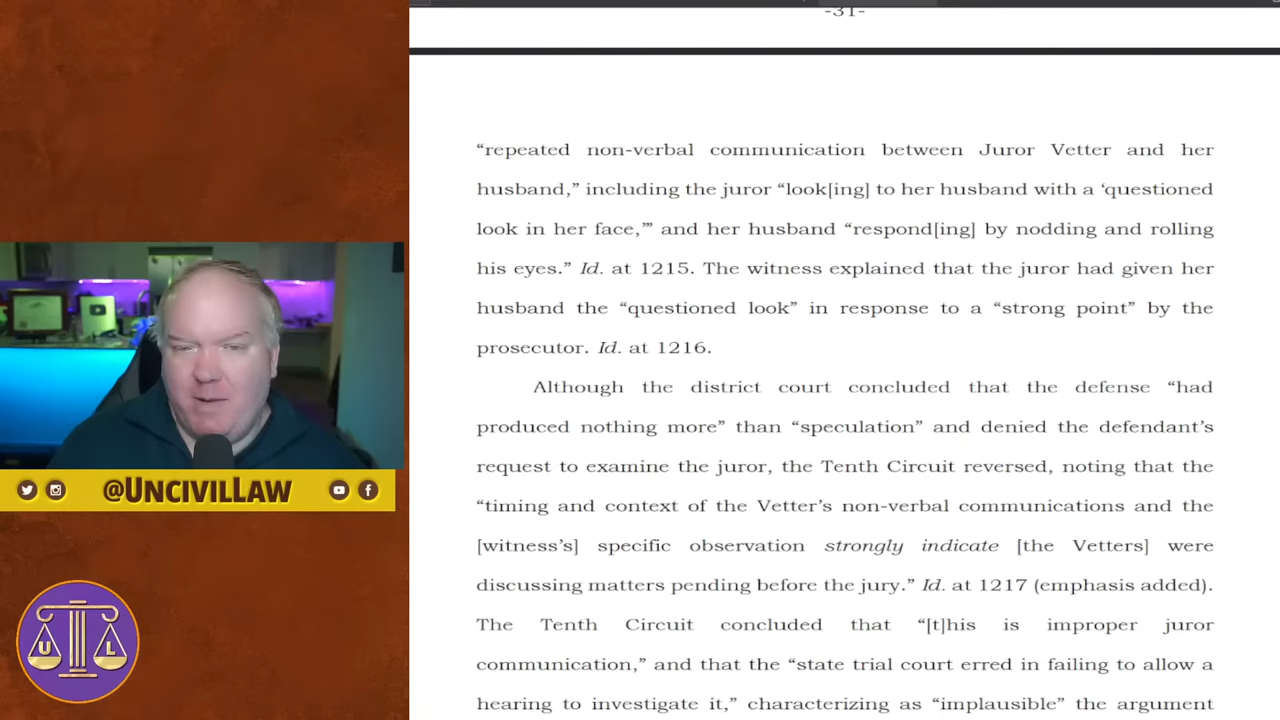 -31-
“repeated non-verbal communication between Juror Vetter and her
husband,” including the juror “look[ing] to her husband with a ‘questioned
look in her face,’” and her husband “respond[ing] by nodding and rolling
his eyes.” Id. at 1215. The witness explained that the juror had given her
husband the “questioned look” in response to a “strong point” by the
prosecutor. Id. at 1216.
Although the district court concluded that the defense “had
produced nothing more” than “speculation” and denied the defendant’s
request to examine the juror, the Tenth Circuit reversed, noting that the
“timing and context of the Vetter’s non-verbal communications and the
[witness’s] specific observation strongly indicate [the Vetters] were
discussing matters pending before the jury.” Id. at 1217 (emphasis added).
The Tenth Circuit concluded that “[t]his is improper juror
communication,” and that the “state trial court erred in failing to allow a
hearing to investigate it,” characterizing as “implausible” the argument
@UNCIVILLAW
U L